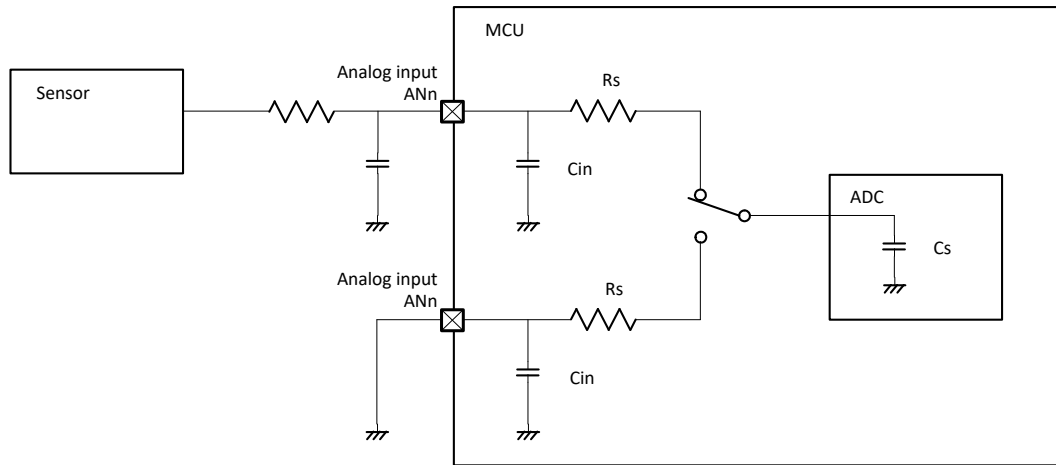 MCU
Sensor
Analog input
ANn
Rs
Cin
ADC
Cs
Analog input
ANn
Rs
Cin